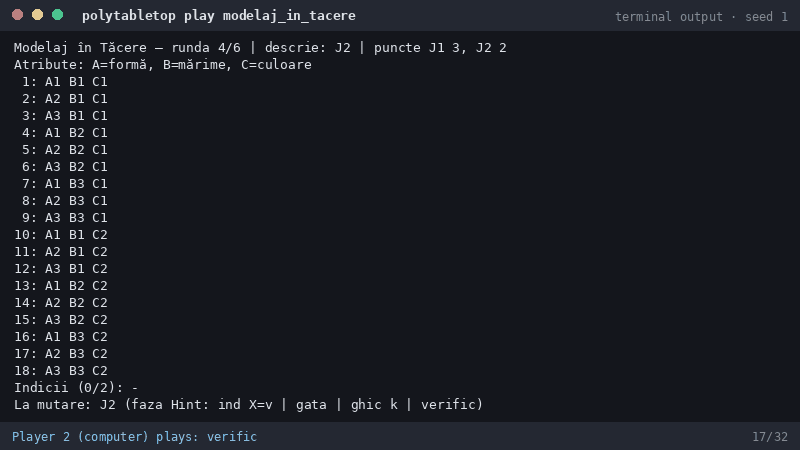 polytabletop play modelaj_in_tacere
terminal output · seed 1
Modelaj în Tăcere — runda 4/6 | descrie: J2 | puncte J1 3, J2 2
Atribute: A=formă, B=mărime, C=culoare
1: A1 B1 C1
2: A2 B1 C1
3: A3 B1 C1
4: A1 B2 C1
5: A2 B2 C1
6: A3 B2 C1
7: A1 B3 C1
8: A2 B3 C1
9: A3 B3 C1
10: A1 B1 C2
11: A2 B1 C2
12: A3 B1 C2
13: A1 B2 C2
14: A2 B2 C2
15: A3 B2 C2
16: A1 B3 C2
17: A2 B3 C2
18: A3 B3 C2
Indicii (0/2): -
La mutare: J2 (faza Hint: ind X=v | gata | ghic k | verific)
Player 2 (computer) plays: verific
17/32